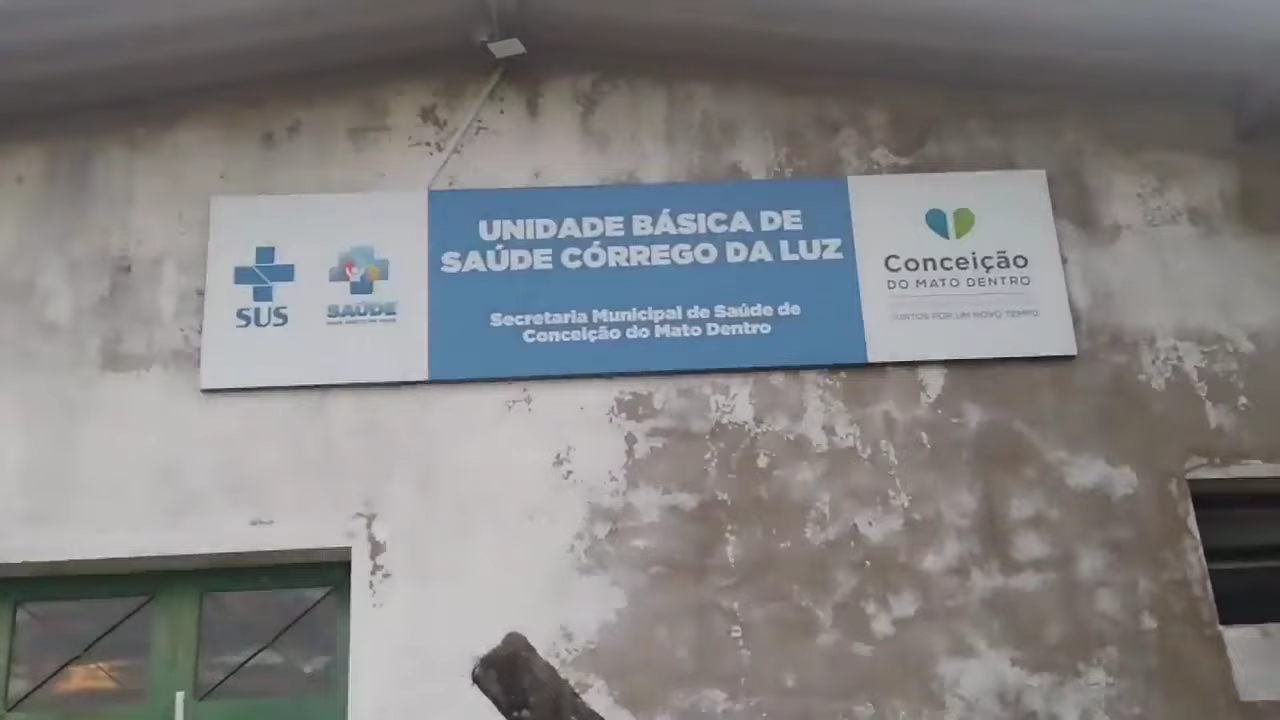 SUS
SAÚDE
UNIDADE BÁSICA DE
SAÚDE CÓRREGO DA LUZ
Secretaria Municipal de Saúde de
Conceição do Mato Dentro
Conceição
DO MATO DENTRO
JUNTOS POR UM NOVO TEMPO